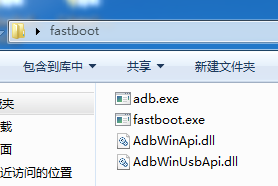 fastboot
包含到库中 共享 新建文件夹
夹
adb.exe
载
fastboot.exe
面
AdbWinApi.dll
近访问的位置
AdbWinUsbApi.dll